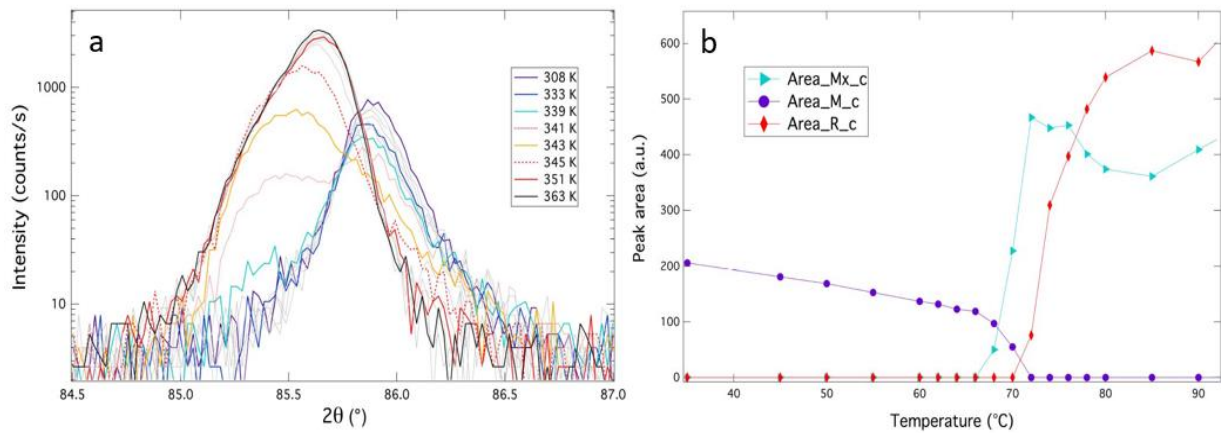 a
Intensity (counts/s)
1000
100
10
84.5
85.0
85.5
86.0
86.5
87.0
2θ (°)
308 K
333 K
339 K
341 K
343 K
345 K
351 K
363 K
b
Peak area (a.u.)
600
500
400
300
200
100
0
40
50
60
70
80
90
Temperature (°C)
Area_Mx_c
Area_M_c
Area_R_c